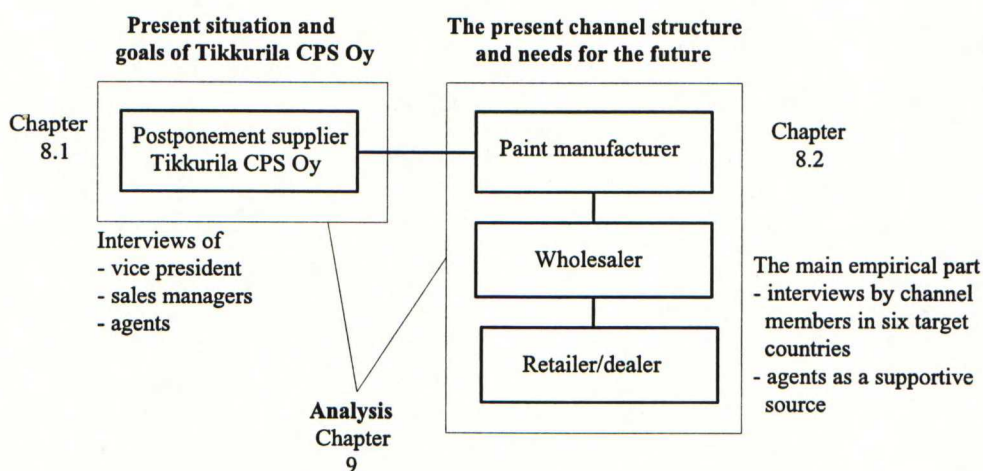 Present situation and
goals of Tikkurila CPS Oy
The present channel structure
and needs for the future
Chapter
8.1
Postponement supplier
Tikkurila CPS Oy
Paint manufacturer
Chapter
8.2
Interviews of
- vice president
- sales managers
- agents
Wholesaler
The main empirical part
- interviews by channel
members in six target
countries
- agents as a supportive
source
Retailer/dealer
Analysis
Chapter
9